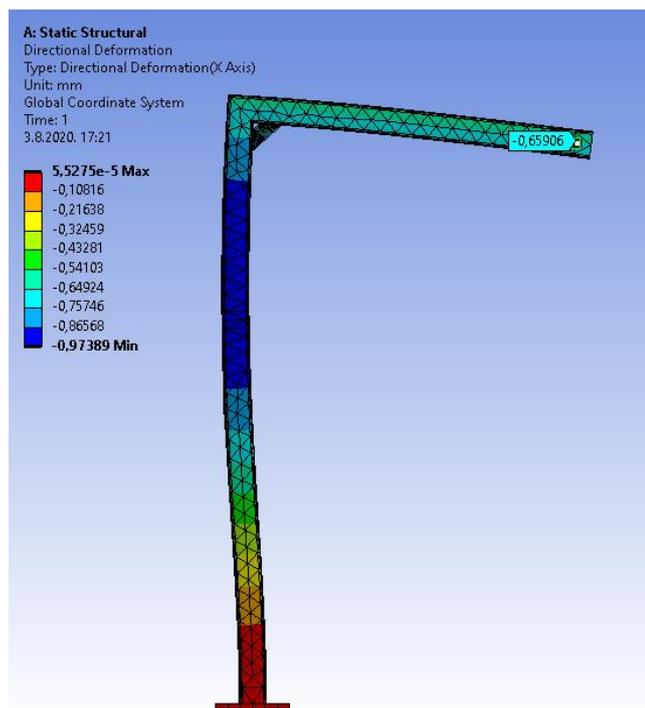 A: Static Structural
Directional Deformation
Type: Directional Deformation(X Axis)
Unit: mm
Global Coordinate System
Time: 1
3.8.2020. 17:21
5,5275e-5 Max
-0,10816
-0,21638
-0,32459
-0,43281
-0,54103
-0,64924
-0,75746
-0,86568
-0,97389 Min
-0,65906